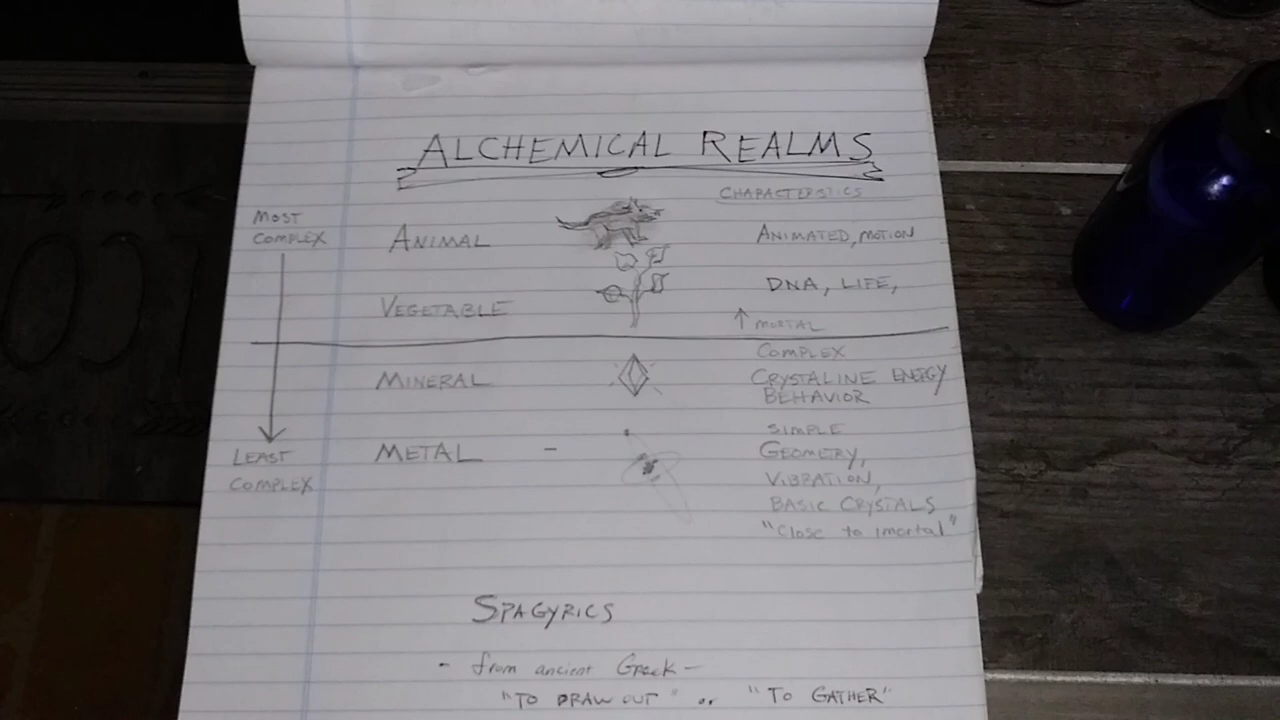 ALCHEMICAL REALMS
CHARACTERISTICS
MOST
COMPLEX
ANIMAL
ANIMATED, MOTION
VEGETABLE
DNA, LIFE,
↑ MORTAL
MINERAL
COMPLEX
CRYSTALINE ENERGY
BEHAVIOR
METAL –
SIMPLE
GEOMETRY,
VIBRATION,
BASIC CRYSTALS
"Close to imortal"
LEAST
COMPLEX
SPAGYRICS
- from ancient Greek -
"TO DRAW OUT" or "TO GATHER"